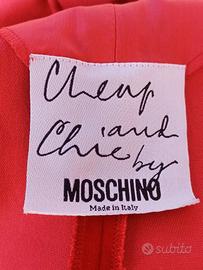 Cheap
and
Chic by
MOSCHINO
Made in Italy
subito